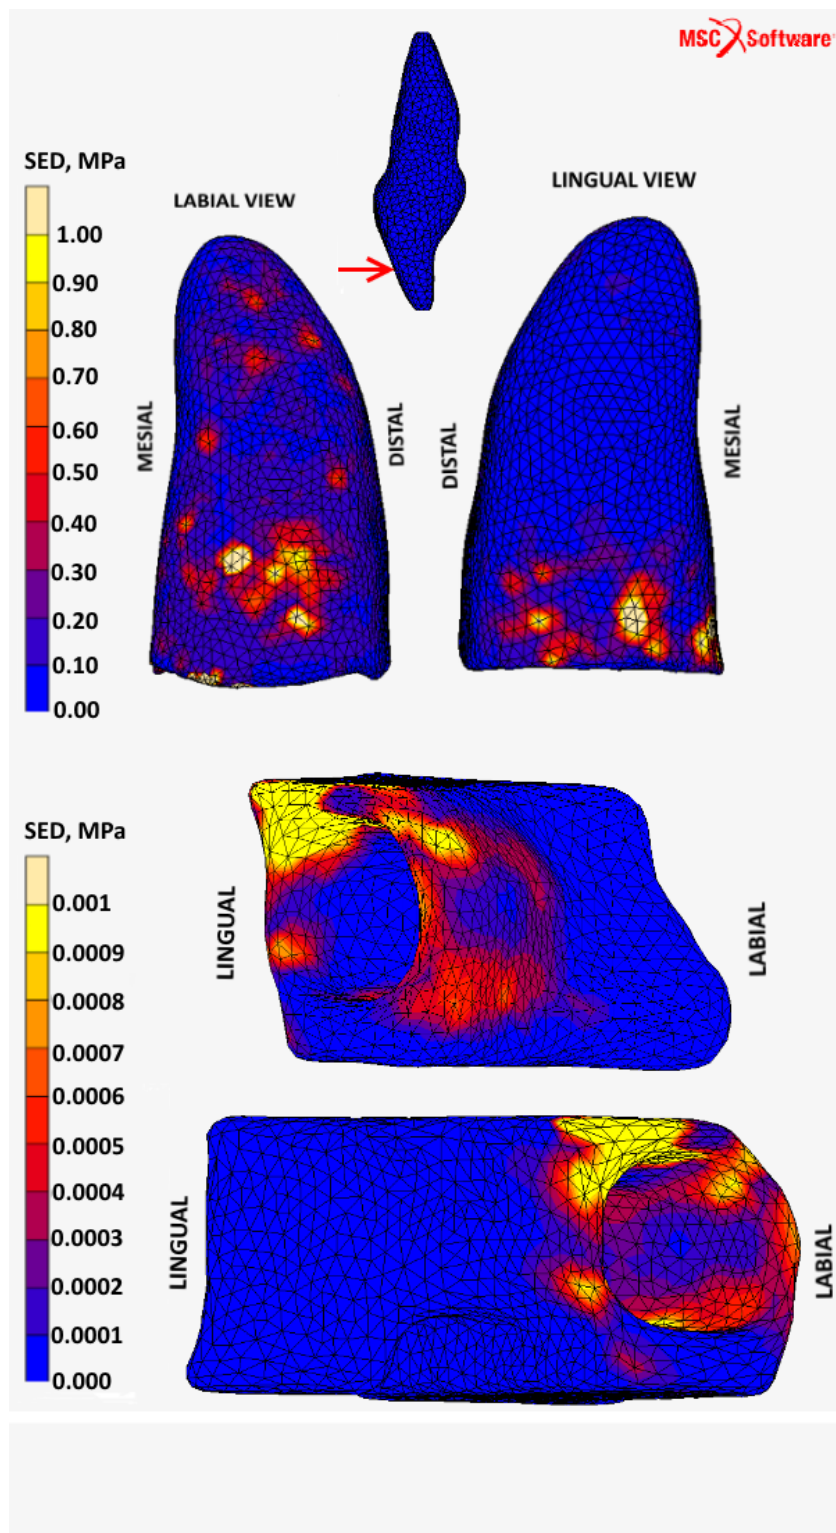 MSC Software
SED, MPa
LABIAL VIEW
LINGUAL VIEW
1.00
0.90
0.80
0.70
0.60
0.50
0.40
0.30
0.20
0.10
0.00
MESIAL
DISTAL
DISTAL
MESIAL
SED, MPa
0.001
0.0009
0.0008
0.0007
0.0006
0.0005
0.0004
0.0003
0.0002
0.0001
0.000
LINGUAL
LABIAL
LINGUAL
LABIAL